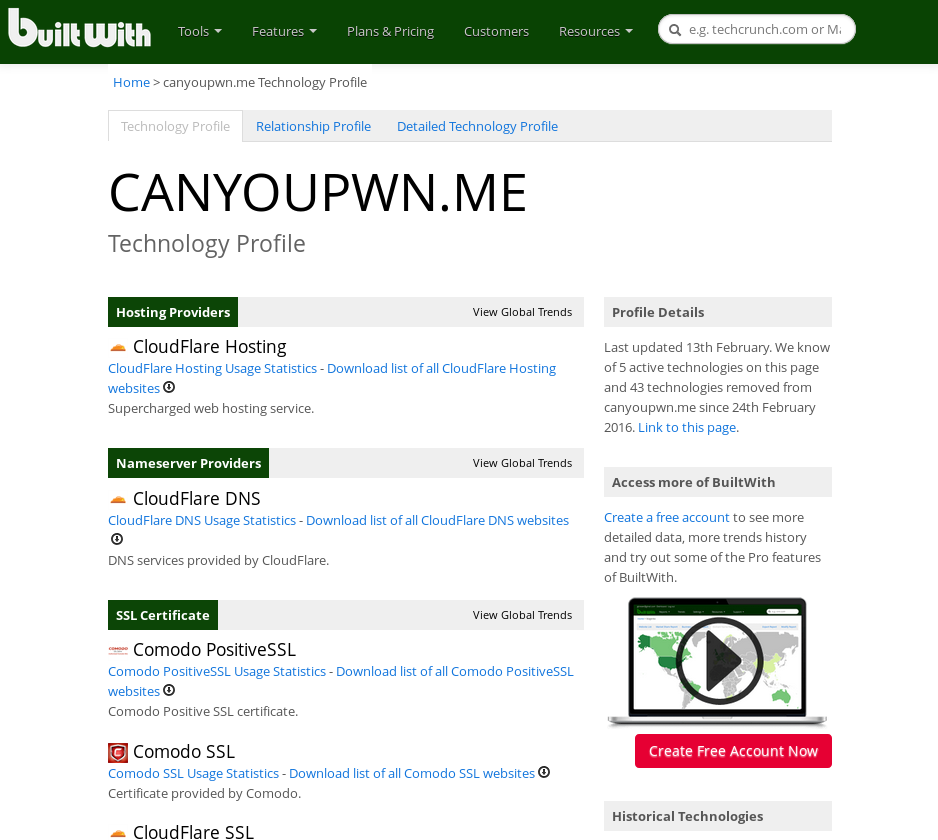 builtwith
Tools Features Plans & Pricing Customers Resources e.g. techcrunch.com or Ma
Home > canyoupwn.me Technology Profile
Technology Profile Relationship Profile Detailed Technology Profile
CANYOUPWN.ME
Technology Profile
Hosting Providers View Global Trends
CloudFlare Hosting
CloudFlare Hosting Usage Statistics - Download list of all CloudFlare Hosting
websites
Supercharged web hosting service.
Nameserver Providers View Global Trends
CloudFlare DNS
CloudFlare DNS Usage Statistics - Download list of all CloudFlare DNS websites
DNS services provided by CloudFlare.
SSL Certificate View Global Trends
Comodo PositiveSSL
Comodo PositiveSSL Usage Statistics - Download list of all Comodo PositiveSSL
websites
Comodo Positive SSL certificate.
Comodo SSL
Comodo SSL Usage Statistics - Download list of all Comodo SSL websites
Certificate provided by Comodo.
CloudFlare SSL
Profile Details
Last updated 13th February. We know
of 5 active technologies on this page
and 43 technologies removed from
canyoupwn.me since 24th February
2016. Link to this page.
Access more of BuiltWith
Create a free account to see more
detailed data, more trends history
and try out some of the Pro features
of BuiltWith.
Create Free Account Now
Historical Technologies